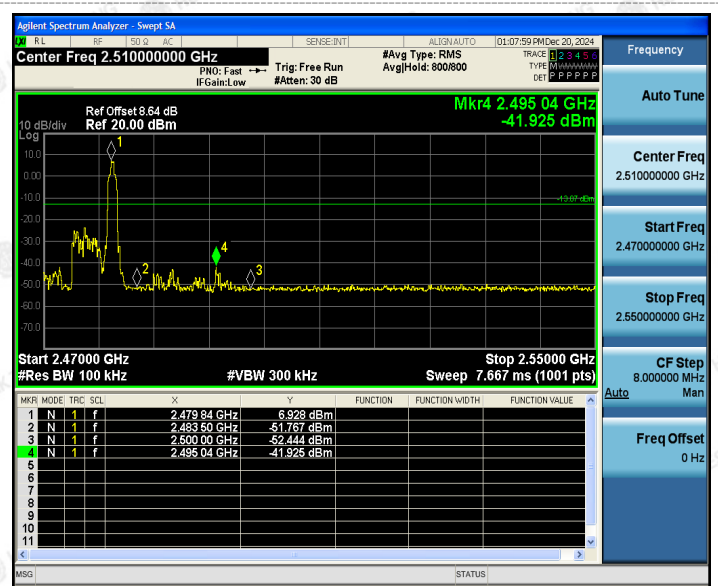 Agilent Spectrum Analyzer - Swept SA
LXI RL RF 50 Ω AC SENSE:INT ALIGNAUTO 01:07:59 PM Dec 20, 2024
Center Freq 2.510000000 GHz #Avg Type: RMS TRACE 1 2 3 4 5 6
PNO: Fast Trig: Free Run Avg|Hold: 800/800 TYPE M WWWWW
IFGain:Low #Atten: 30 dB DET P P P P P P
Mkr4 2.495 04 GHz
-41.925 dBm
Ref Offset 8.64 dB
10 dB/div Ref 20.00 dBm
Log
1
10.0
0.00
-10.0
-13.07 dBm
-20.0
-30.0
-40.0
-50.0
-60.0
-70.0
2
4
3
Start 2.47000 GHz Stop 2.55000 GHz
#Res BW 100 kHz #VBW 300 kHz Sweep 7.667 ms (1001 pts)
MKR MODE TRC SCL X Y FUNCTION FUNCTION WIDTH FUNCTION VALUE
1 N 1 f 2.479 84 GHz 6.928 dBm
2 N 1 f 2.483 50 GHz -51.767 dBm
3 N 1 f 2.500 00 GHz -52.444 dBm
4 N 1 f 2.495 04 GHz -41.925 dBm
5
6
7
8
9
10
11
MSG STATUS
Frequency
Auto Tune
Center Freq
2.510000000 GHz
Start Freq
2.470000000 GHz
Stop Freq
2.550000000 GHz
CF Step
8.000000 MHz
Auto Man
Freq Offset
0 Hz